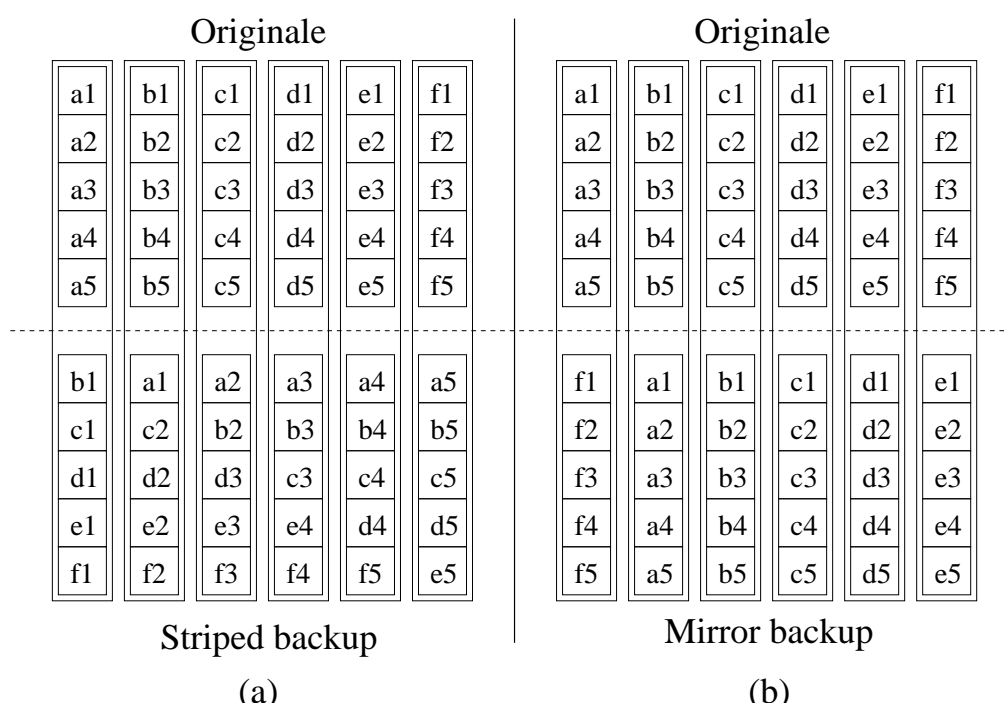 Originale
a1 b1 c1 d1 e1 f1
a2 b2 c2 d2 e2 f2
a3 b3 c3 d3 e3 f3
a4 b4 c4 d4 e4 f4
a5 b5 c5 d5 e5 f5
b1 a1 a2 a3 a4 a5
c1 c2 b2 b3 b4 b5
d1 d2 d3 c3 c4 c5
e1 e2 e3 e4 d4 d5
f1 f2 f3 f4 f5 e5
Striped backup
(a)
Originale
a1 b1 c1 d1 e1 f1
a2 b2 c2 d2 e2 f2
a3 b3 c3 d3 e3 f3
a4 b4 c4 d4 e4 f4
a5 b5 c5 d5 e5 f5
f1 a1 b1 c1 d1 e1
f2 a2 b2 c2 d2 e2
f3 a3 b3 c3 d3 e3
f4 a4 b4 c4 d4 e4
f5 a5 b5 c5 d5 e5
Mirror backup
(b)